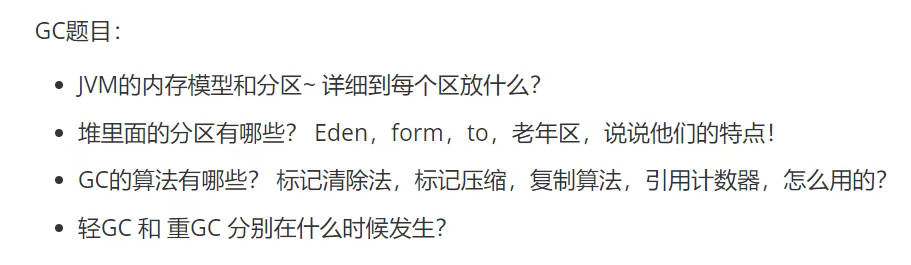 GC题目：
• JVM的内存模型和分区~ 详细到每个区放什么？
• 堆里面的分区有哪些？ Eden，form，to，老年区，说说他们的特点！
• GC的算法有哪些？ 标记清除法，标记压缩，复制算法，引用计数器，怎么用的？
• 轻GC 和 重GC 分别在什么时候发生？